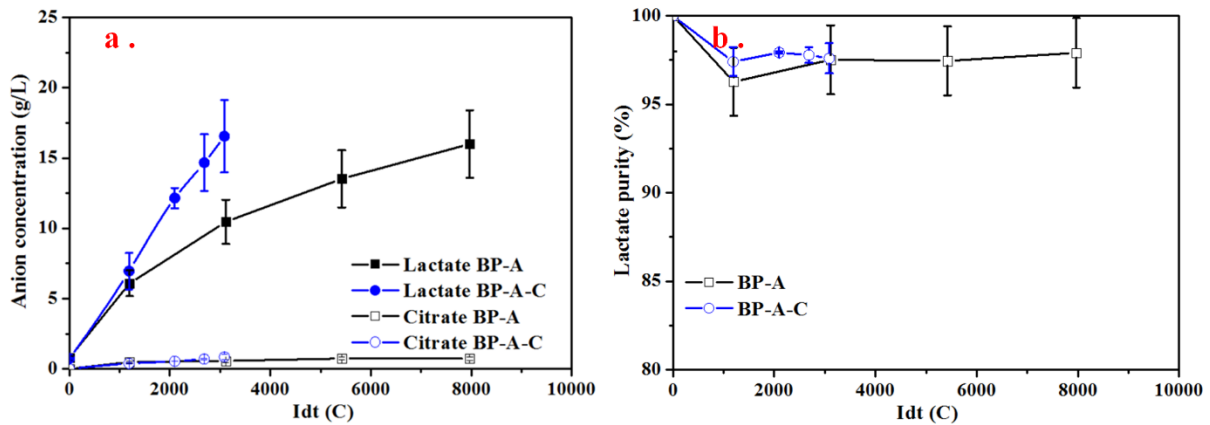 a .
Anion concentration (g/L)
25
20
15
10
5
0
Lactate BP-A
Lactate BP-A-C
Citrate BP-A
Citrate BP-A-C
0 2000 4000 6000 8000 10000
Idt (C)
b .
Lactate purity (%)
100
95
90
85
80
BP-A
BP-A-C
0 2000 4000 6000 8000 10000
Idt (C)